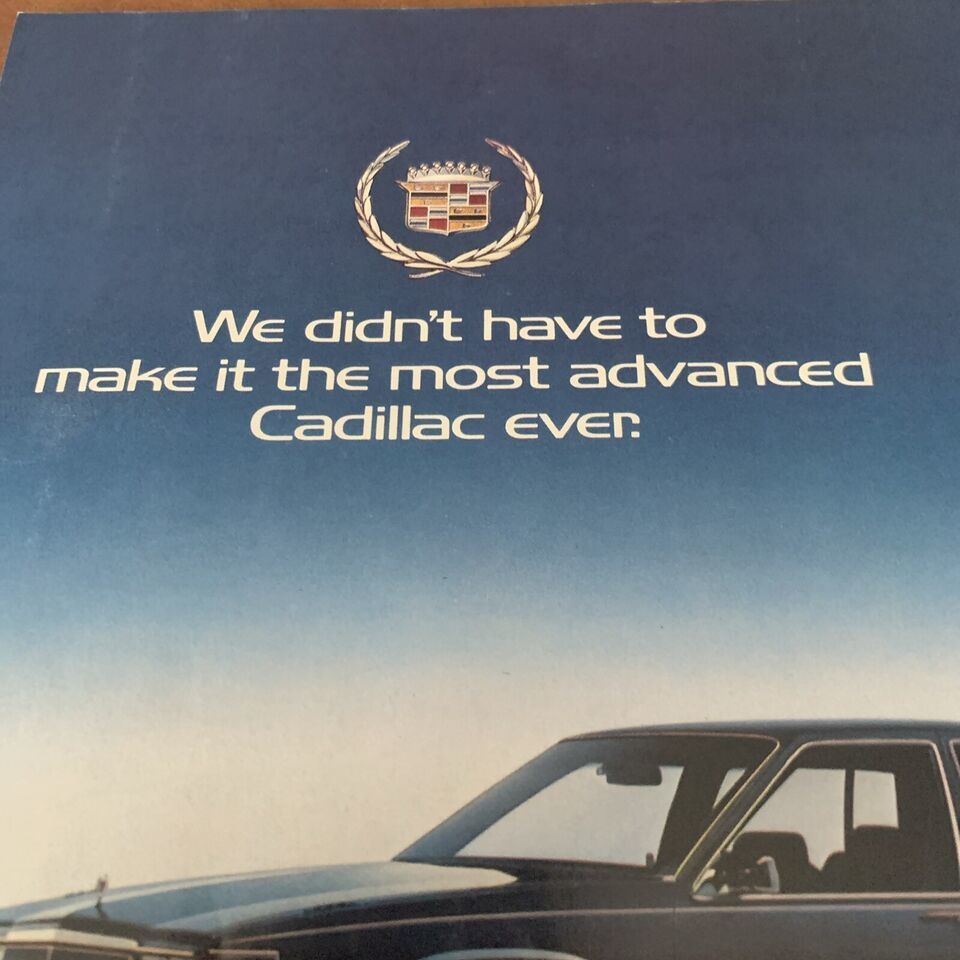 We didn't have to
make it the most advanced
Cadillac ever.